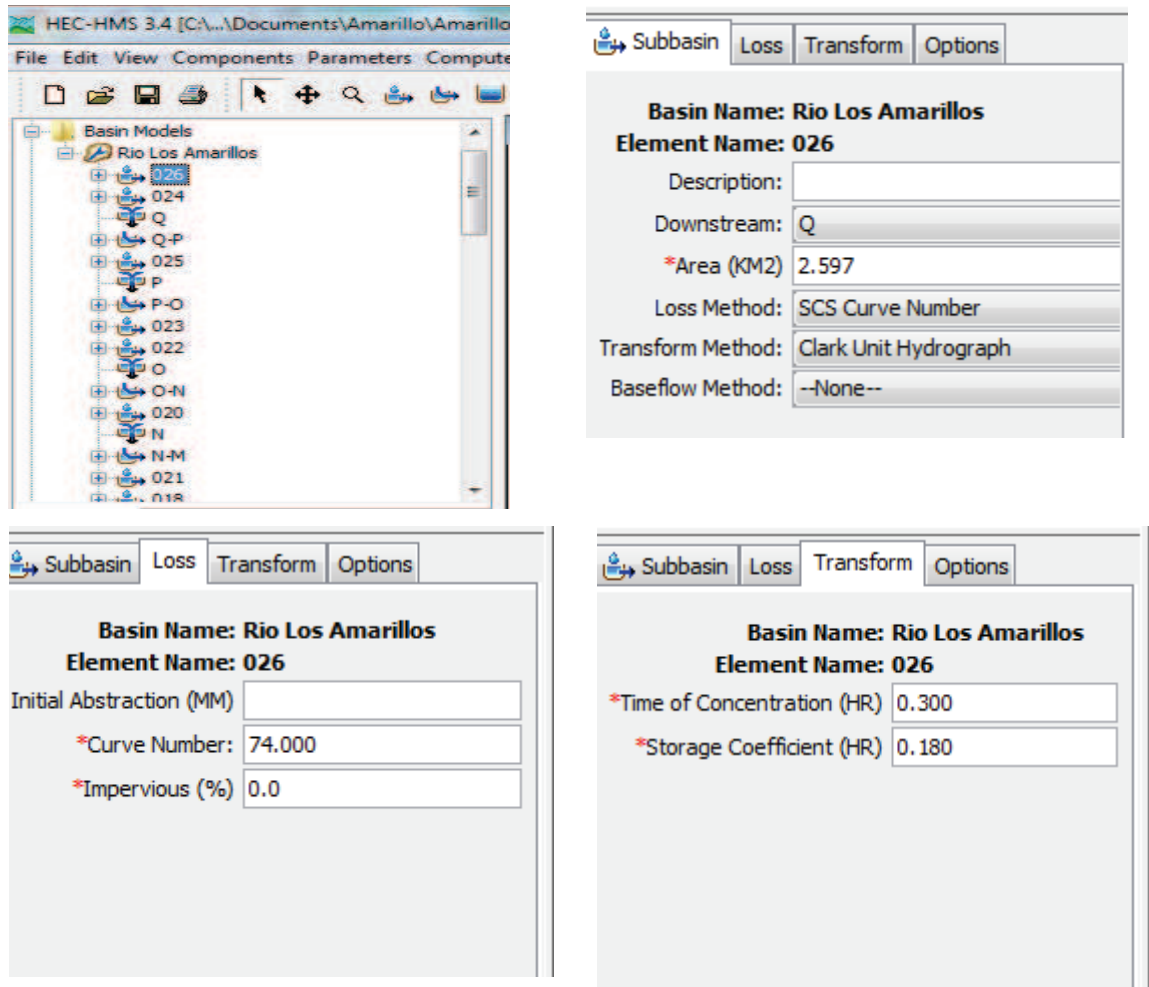 HEC-HMS 3.4 [C:\...\Documents\Amarillo\Amarillo
File Edit View Components Parameters Compute
Basin Models
Rio Los Amarillos
026
024
Q
Q-P
025
P
P-O
023
022
O
O-N
020
N
N-M
021
018
Subbasin Loss Transform Options
Basin Name: Rio Los Amarillos
Element Name: 026
Description:
Downstream: Q
*Area (KM2) 2.597
Loss Method: SCS Curve Number
Transform Method: Clark Unit Hydrograph
Baseflow Method: --None--
Subbasin Loss Transform Options
Basin Name: Rio Los Amarillos
Element Name: 026
Initial Abstraction (MM)
*Curve Number: 74.000
*Impervious (%) 0.0
Subbasin Loss Transform Options
Basin Name: Rio Los Amarillos
Element Name: 026
*Time of Concentration (HR) 0.300
*Storage Coefficient (HR) 0.180